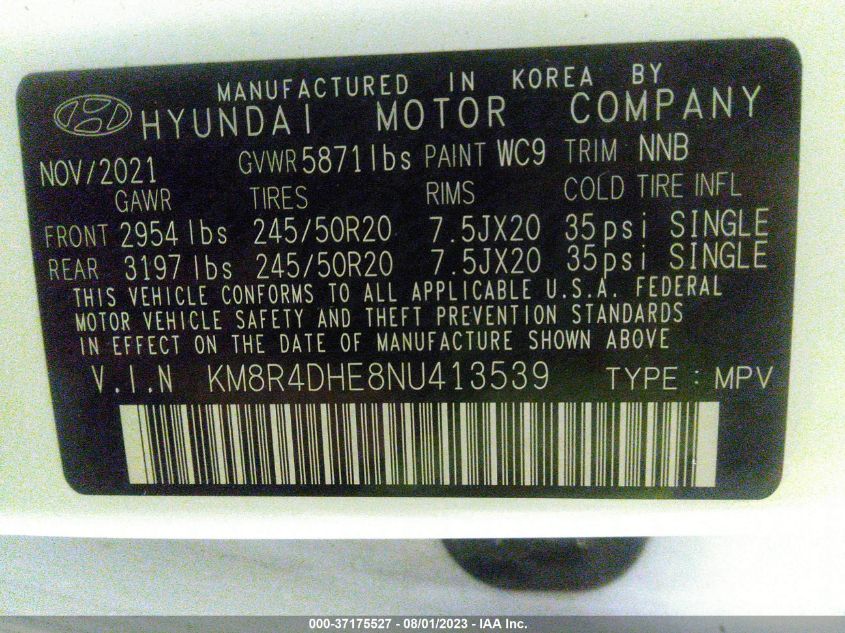 MANUFACTURED IN KOREA BY
HYUNDAI MOTOR COMPANY
NOV/2021 GVWR 5871lbs PAINT WC9 TRIM NNB
GAWR TIRES RIMS COLD TIRE INFL
FRONT 2954 lbs 245/50R20 7.5JX20 35psi SINGLE
REAR 3197 lbs 245/50R20 7.5JX20 35psi SINGLE
THIS VEHICLE CONFORMS TO ALL APPLICABLE U.S.A. FEDERAL
MOTOR VEHICLE SAFETY AND THEFT PREVENTION STANDARDS
IN EFFECT ON THE DATE OF MANUFACTURE SHOWN ABOVE
V.I.N KM8R4DHE8NU413539 TYPE : MPV
000-37175527 - 08/01/2023 - IAA Inc.